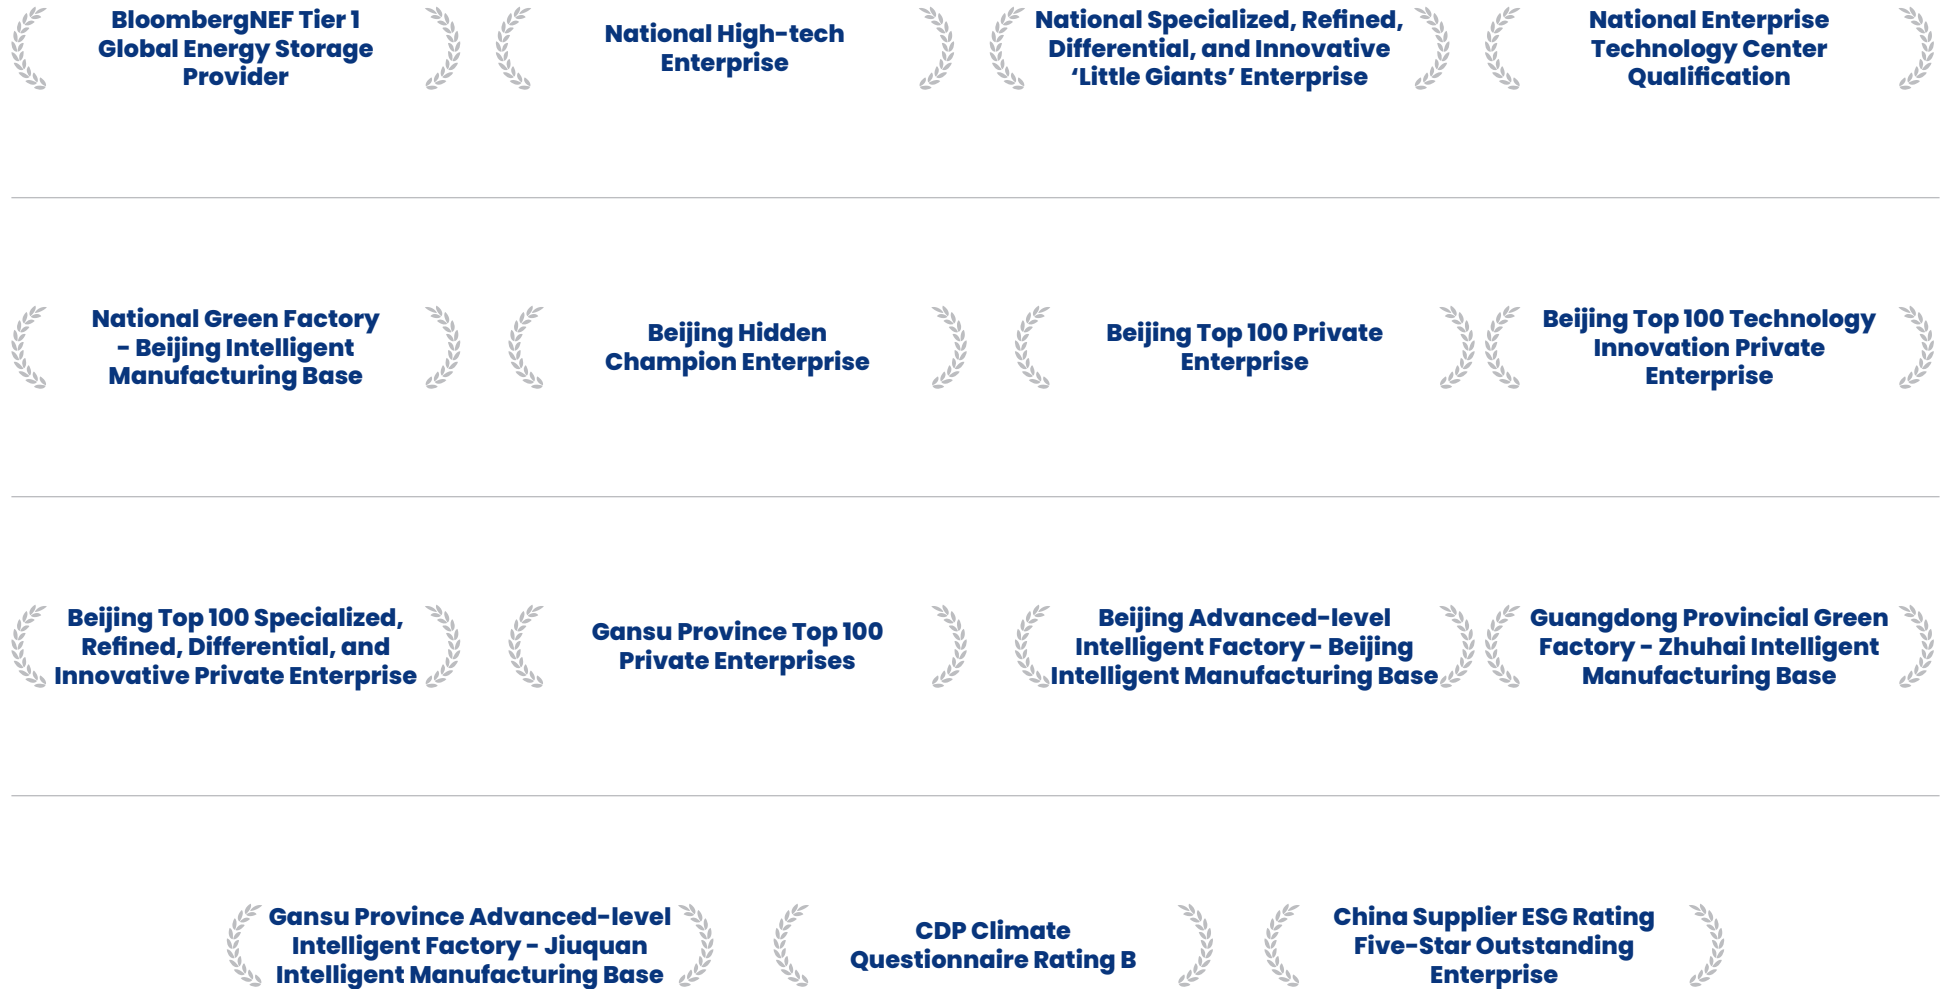 BloombergNEF Tier 1
Global Energy Storage
Provider
National High-tech
Enterprise
National Specialized, Refined,
Differential, and Innovative
‘Little Giants’ Enterprise
National Enterprise
Technology Center
Qualification
National Green Factory
- Beijing Intelligent
Manufacturing Base
Beijing Hidden
Champion Enterprise
Beijing Top 100 Private
Enterprise
Beijing Top 100 Technology
Innovation Private
Enterprise
Beijing Top 100 Specialized,
Refined, Differential, and
Innovative Private Enterprise
Gansu Province Top 100
Private Enterprises
Beijing Advanced-level
Intelligent Factory - Beijing
Intelligent Manufacturing Base
Guangdong Provincial Green
Factory - Zhuhai Intelligent
Manufacturing Base
Gansu Province Advanced-level
Intelligent Factory - Jiuquan
Intelligent Manufacturing Base
CDP Climate
Questionnaire Rating B
China Supplier ESG Rating
Five-Star Outstanding
Enterprise